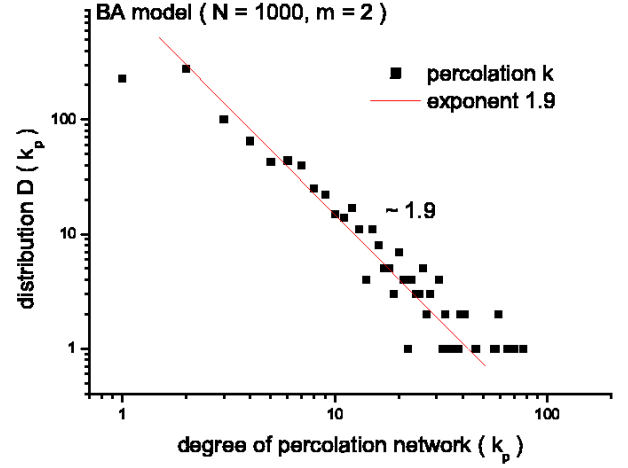 BA model ( N = 1000, m = 2 )
percolation k
exponent 1.9
~ 1.9
distribution D ( k_p )
100
10
1
1
10
100
degree of percolation network ( k_p )